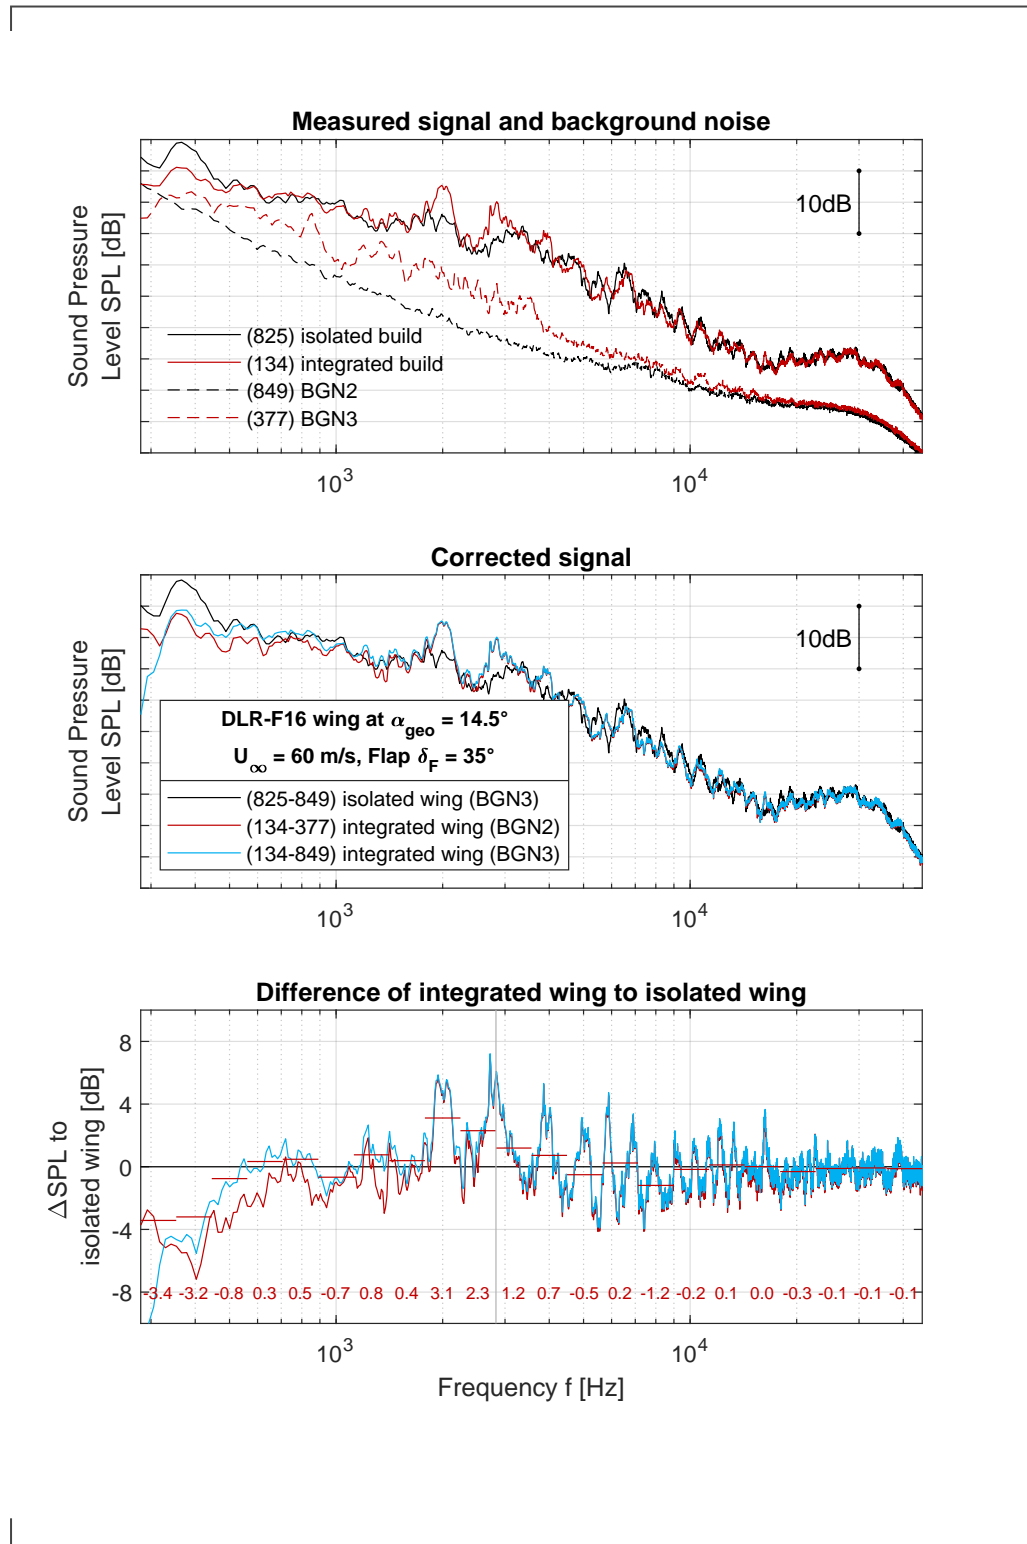 Measured signal and background noise
Sound Pressure
Level SPL [dB]
10dB
(825) isolated build
(134) integrated build
(849) BGN2
(377) BGN3
10^3
10^4
Corrected signal
Sound Pressure
Level SPL [dB]
10dB
DLR-F16 wing at α_geo = 14.5°
U_∞ = 60 m/s, Flap δ_F = 35°
(825-849) isolated wing (BGN3)
(134-377) integrated wing (BGN2)
(134-849) integrated wing (BGN3)
10^3
10^4
Difference of integrated wing to isolated wing
ΔSPL to
isolated wing [dB]
8
4
0
-4
-8
-3.4 -3.2 -0.8 0.3 0.5 -0.7 0.8 0.4 3.1 2.3 1.2 0.7 -0.5 0.2 -1.2 -0.2 0.1 0.0 -0.3 -0.1 -0.1 -0.1
10^3
10^4
Frequency f [Hz]